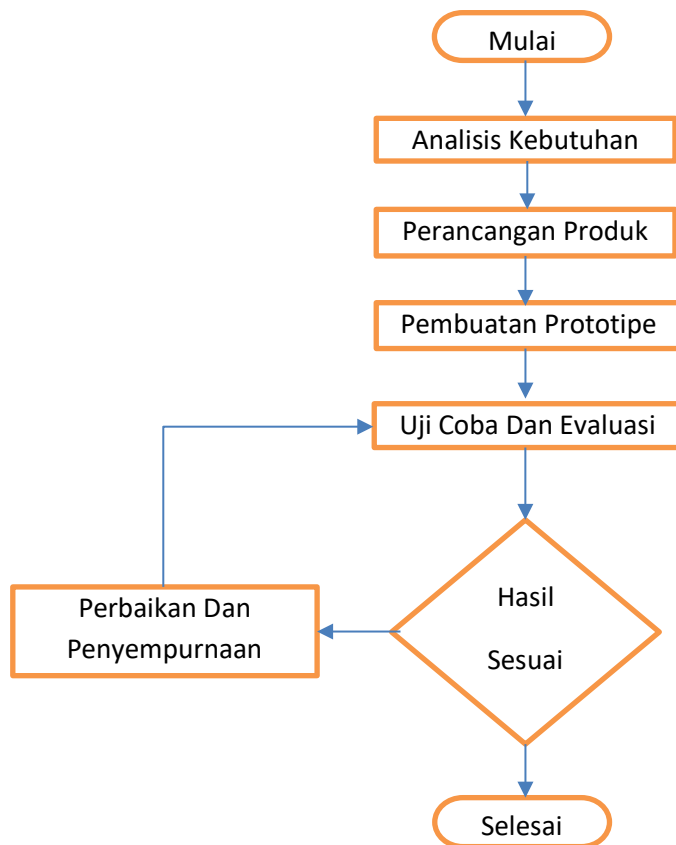 Mulai
Analisis Kebutuhan
Perancangan Produk
Pembuatan Prototipe
Uji Coba Dan Evaluasi
Hasil
Sesuai
Perbaikan Dan
Penyempurnaan
Selesai